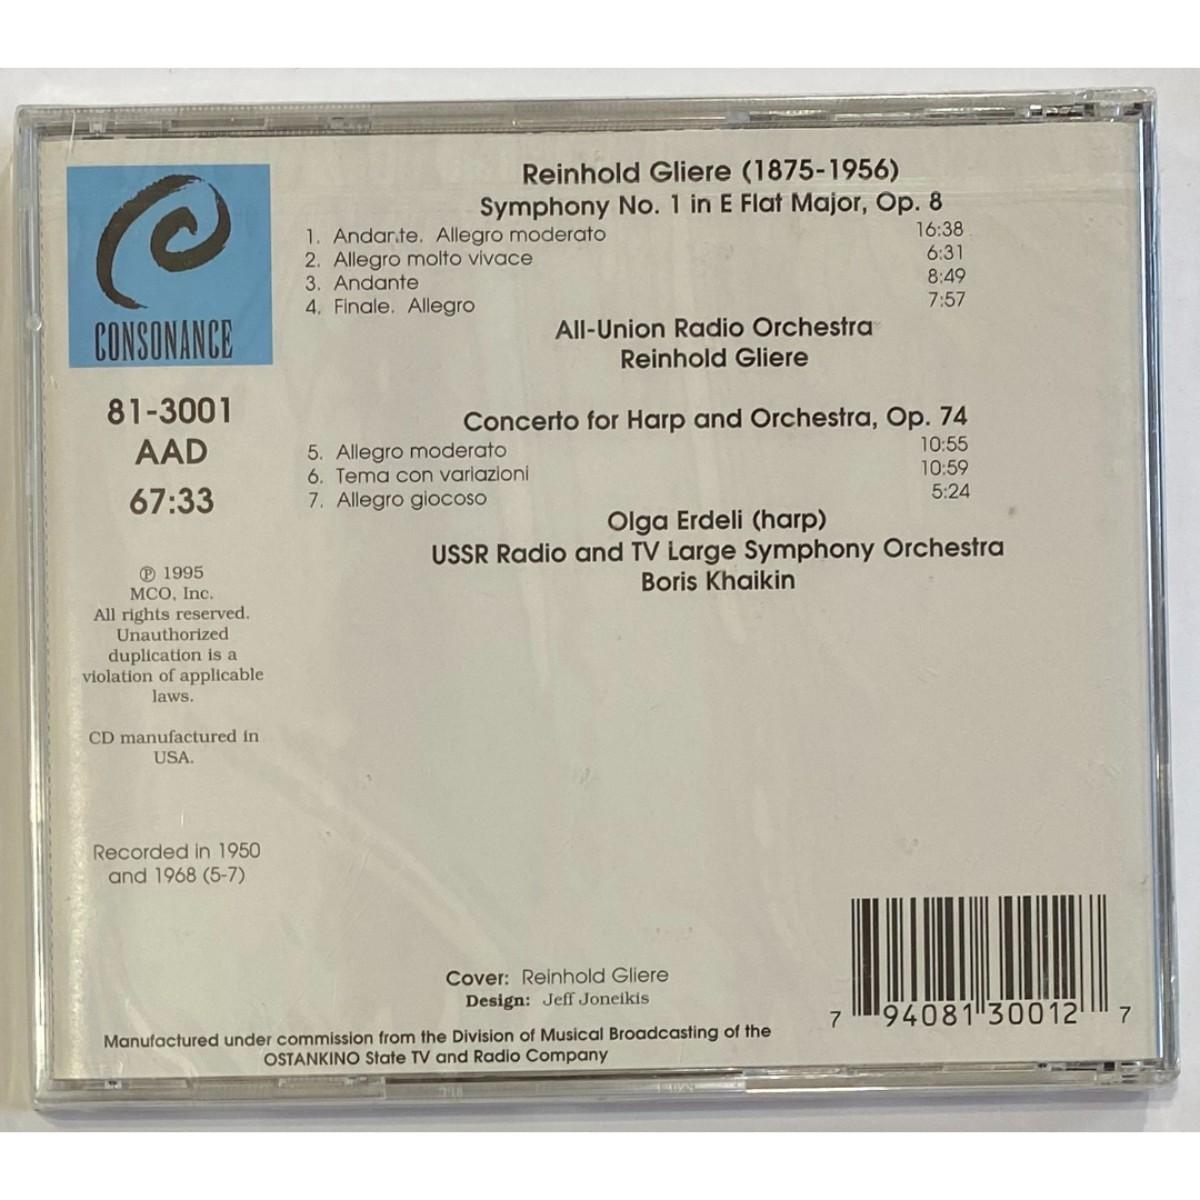 Reinhold Gliere (1875-1956)
Symphony No. 1 in E Flat Major, Op. 8
1. Andante. Allegro moderato 16:38
2. Allegro molto vivace 6:31
3. Andante 8:49
4. Finale. Allegro 7:57
All-Union Radio Orchestra
Reinhold Gliere
Concerto for Harp and Orchestra, Op. 74
5. Allegro moderato 10:55
6. Tema con variazioni 10:59
7. Allegro giocoso 5:24
Olga Erdeli (harp)
USSR Radio and TV Large Symphony Orchestra
Boris Khaikin
CONSONANCE
81-3001
AAD
67:33
℗ 1995
MCO, Inc.
All rights reserved.
Unauthorized
duplication is a
violation of applicable
laws.
CD manufactured in
USA.
Recorded in 1950
and 1968 (5-7)
Cover: Reinhold Gliere
Design: Jeff Joneikis
Manufactured under commission from the Division of Musical Broadcasting of the
OSTANKINO State TV and Radio Company
7 94081 30012 7